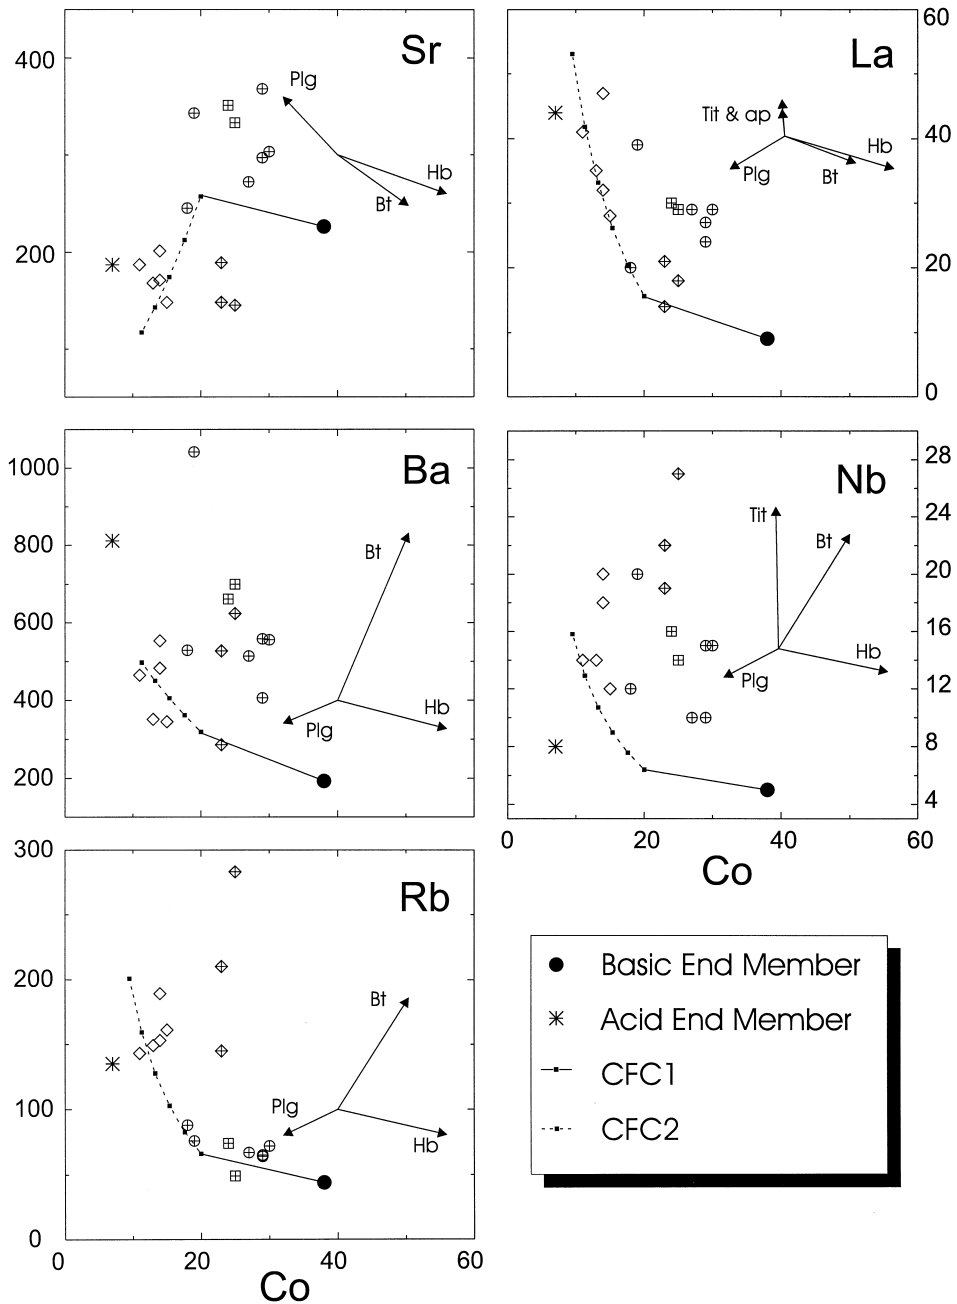 400
200
Sr
Plg
Hb
Bt
60
40
20
0
La
Tit & ap
Hb
Plg
Bt
1000
800
600
400
200
Ba
Bt
Hb
Plg
28
24
20
16
12
8
4
Nb
Tit
Bt
Hb
Plg
0 20 40 60
Co
300
200
100
0
Rb
Bt
Plg
Hb
0 20 40 60
Co
Basic End Member
Acid End Member
CFC1
CFC2